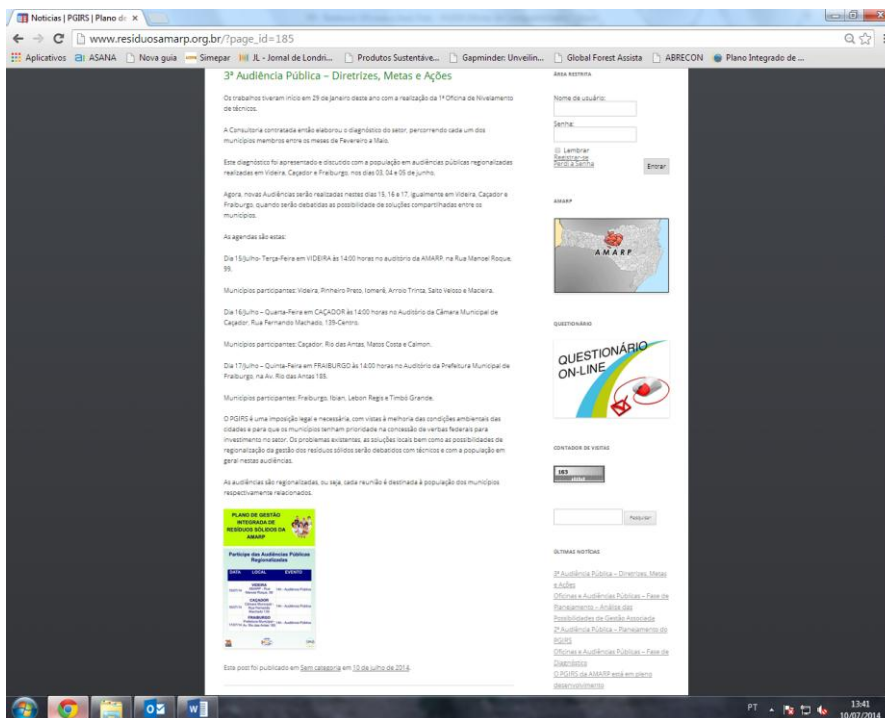 Noticias | PGIRS | Plano de
www.residuosamarp.org.br/?page_id=185
Aplicativos ASANA Nova guia Simepar JL - Jornal de Londri... Produtos Sustentáve... Gapminder: Unveilin... Global Forest Assista ABRECON Plano Integrado de ...
3ª Audiência Pública – Diretrizes, Metas e Ações
Os trabalhos tiveram início em 29 de janeiro deste ano com a realização da 1ª Oficina de Nivelamento
de técnicos.
A Consultoria contratada então elaborou o diagnóstico do setor, percorrendo cada um dos
municípios membros entre os meses de Fevereiro a Maio.
Este diagnóstico foi apresentado e discutido com a população em audiências públicas regionalizadas
realizadas em Videira, Caçador e Fraiburgo, nos dias 03, 04 e 05 de junho.
Agora, novas Audiências serão realizadas nestes dias 15, 16 e 17, igualmente em Videira, Caçador e
Fraiburgo, quando serão debatidas as possibilidade de soluções compartilhadas entre os
municípios.
As agendas são estas:
Dia 15/julho- Terça-Feira em VIDEIRA às 14:00 horas no auditório da AMARP, na Rua Manoel Roque,
99.
Municípios participantes: Videira, Pinheiro Preto, Iomerê, Arroio Trinta, Salto Veloso e Macieira.
Dia 16/julho – Quarta-Feira em CAÇADOR às 14:00 horas no Auditório da Câmara Municipal de
Caçador, Rua Fernando Machado, 139-Centro.
Municípios participantes: Caçador, Rio das Antas, Matos Costa e Calmon.
Dia 17/julho – Quinta-Feira em FRAIBURGO às 14:00 horas no Auditório da Prefeitura Municipal de
Fraiburgo, na Av. Rio das Antas 185.
Municípios participantes: Fraiburgo, Ibian, Lebon Regis e Timbó Grande.
O PGIRS é uma imposição legal e necessária, com vistas à melhoria das condições ambientais das
cidades e para que os municípios tenham prioridade na concessão de verbas federais para
investimento no setor. Os problemas existentes, as soluções locais bem como as possibilidades de
regionalização da gestão dos resíduos sólidos serão debatidos com técnicos e com a população em
geral nestas audiências.
As audiências são regionalizadas, ou seja, cada reunião é destinada à população dos municípios
respectivamente relacionados.
PLANO DE GESTÃO
INTEGRADA DE
RESÍDUOS SÓLIDOS DA
AMARP
Participe das Audiências Públicas
Regionalizadas
DATA LOCAL EVENTO
VIDEIRA
CAÇADOR
FRAIBURGO
Este post foi publicado em Sem categoria em 10 de julho de 2014.
ÁREA RESTRITA
Nome de usuário:
Senha:
Lembrar
Registrar-se
Perdi a Senha
Entrar
AMARP
AMARP
QUESTIONÁRIO
QUESTIONÁRIO
ON-LINE
CONTADOR DE VISITAS
163
Pesquisar
ÚLTIMAS NOTÍCIAS
3ª Audiência Pública – Diretrizes, Metas
e Ações
Oficinas e Audiências Públicas – Fase de
Planejamento – Análise das
Possibilidades de Gestão Associada
2ª Audiência Pública – Planejamento do
PGIRS
Oficinas e Audiências Públicas – Fase de
Diagnóstico
O PGIRS da AMARP está em pleno
desenvolvimento
PT
13:41
10/07/2014